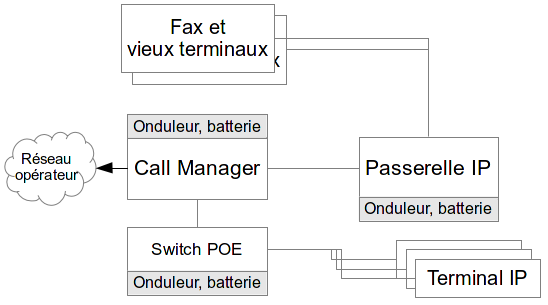 Fax et
vieux terminaux
x
Onduleur, batterie
Call Manager
Réseau
opérateur
Passerelle IP
Onduleur, batterie
Switch POE
Onduleur, batterie
Terminal IP